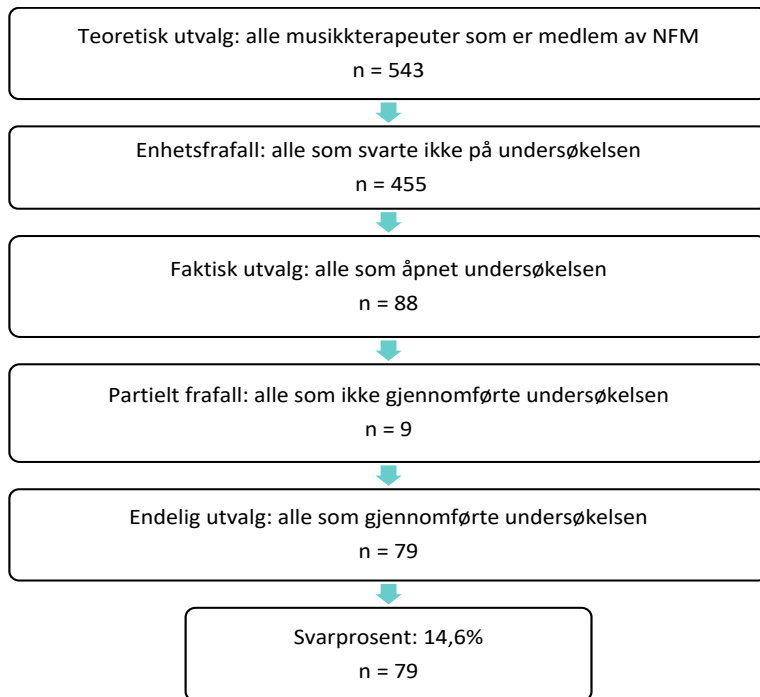 Teoretisk utvalg: alle musikkterapeuter som er medlem av NFM
n = 543
Enhetsfrafall: alle som svarte ikke på undersøkelsen
n = 455
Faktisk utvalg: alle som åpnet undersøkelsen
n = 88
Partielt frafall: alle som ikke gjennomførte undersøkelsen
n = 9
Endelig utvalg: alle som gjennomførte undersøkelsen
n = 79
Svarprosent: 14,6%
n = 79